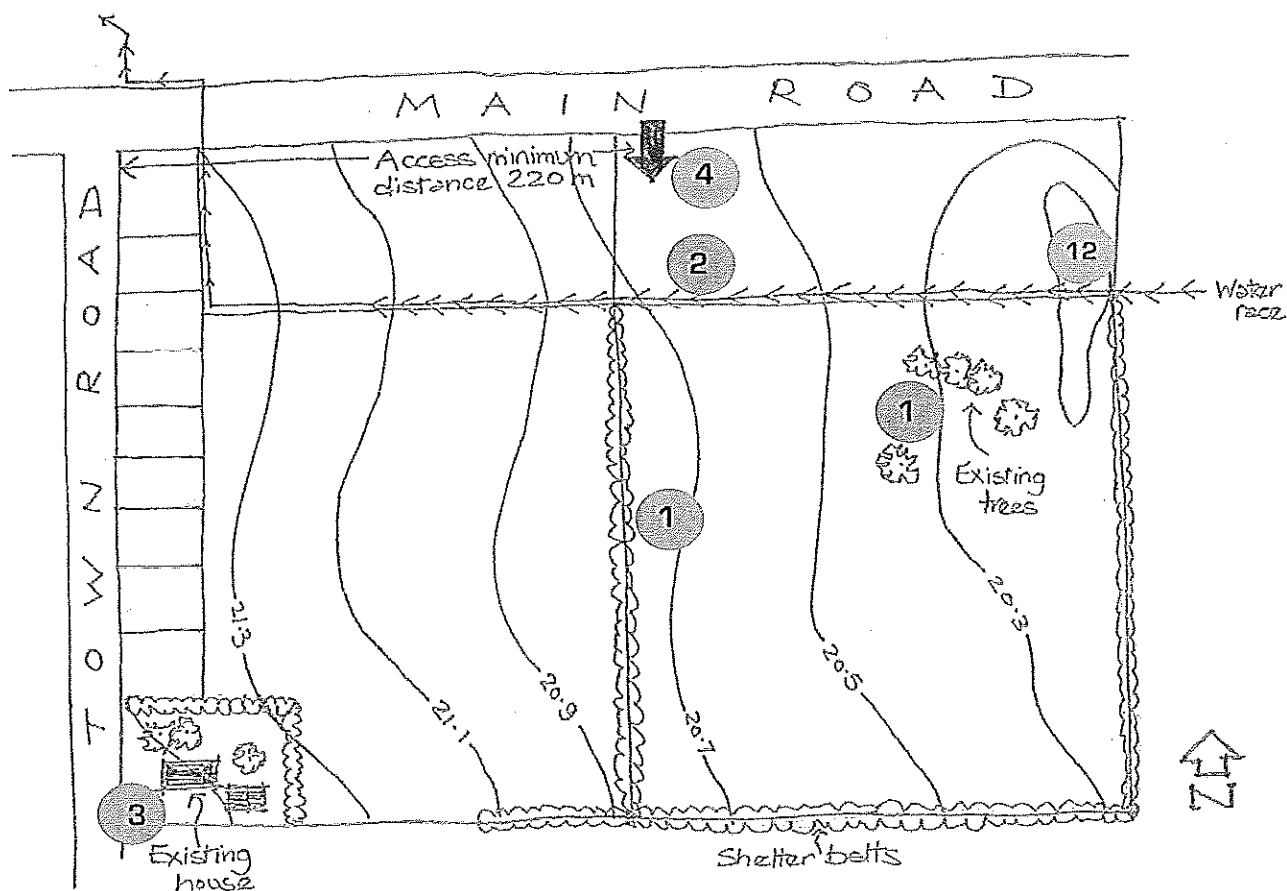 MAIN ROAD
Access minimum
distance 220 m
4
2
12
Water
race
1
Existing
trees
1
TOWN ROAD
21.3
21.1
20.9
20.7
20.5
20.3
3
Existing
house
Shelter belts
N